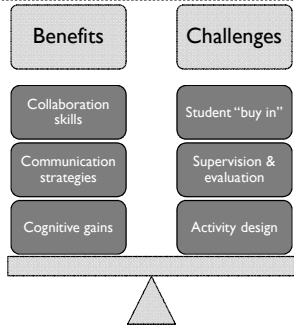 Benefits
Challenges
Collaboration
skills
Student “buy in”
Communication
strategies
Supervision &
evaluation
Cognitive gains
Activity design